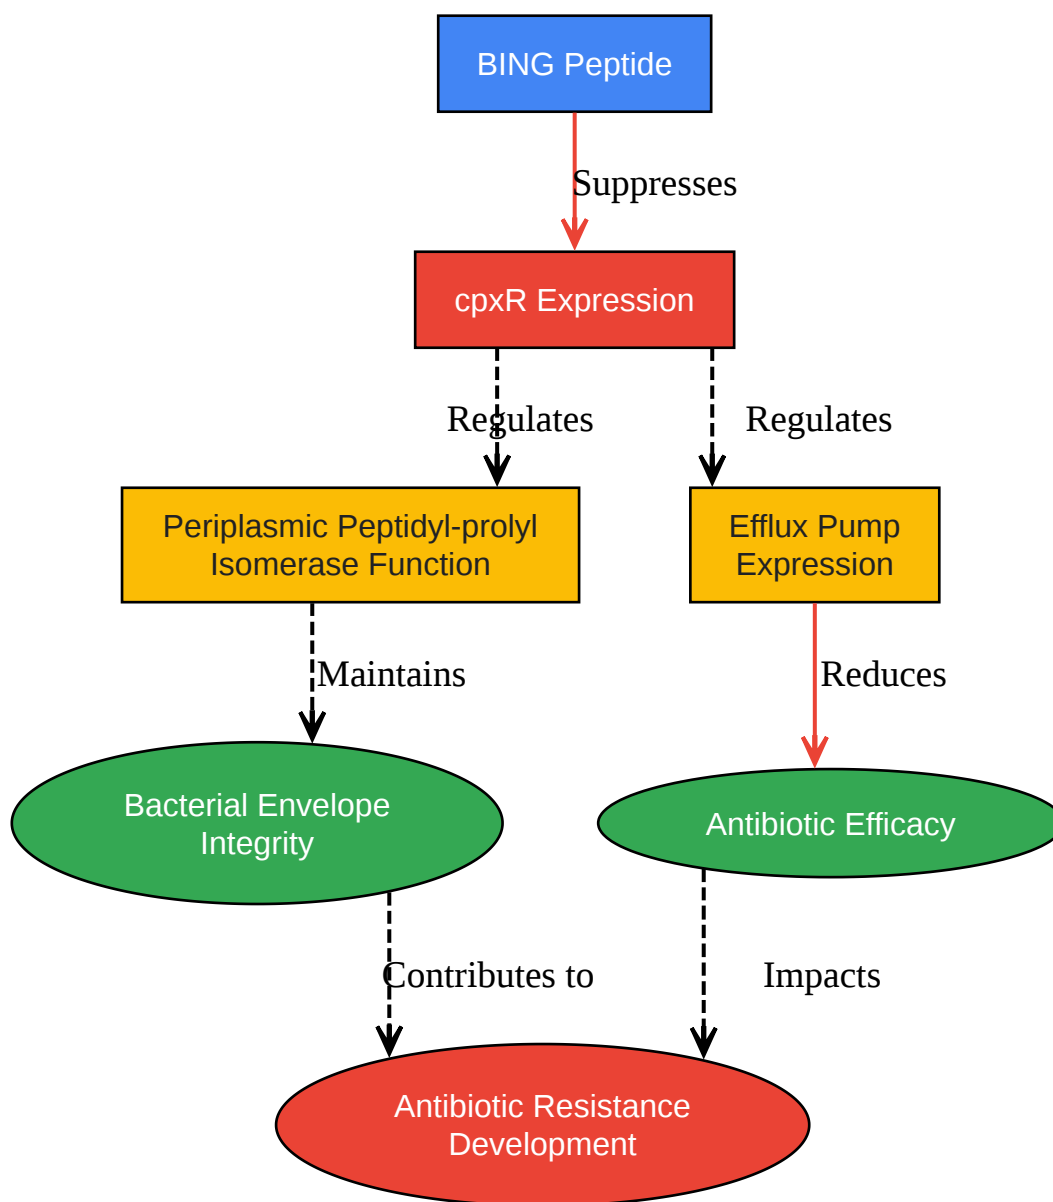 BING Peptide
Suppresses
cpxR Expression
Regulates
Regulates
Periplasmic Peptidyl-prolyl
Isomerase Function
Efflux Pump
Expression
Maintains
Reduces
Bacterial Envelope
Integrity
Antibiotic Efficacy
Contributes to
Impacts
Antibiotic Resistance
Development